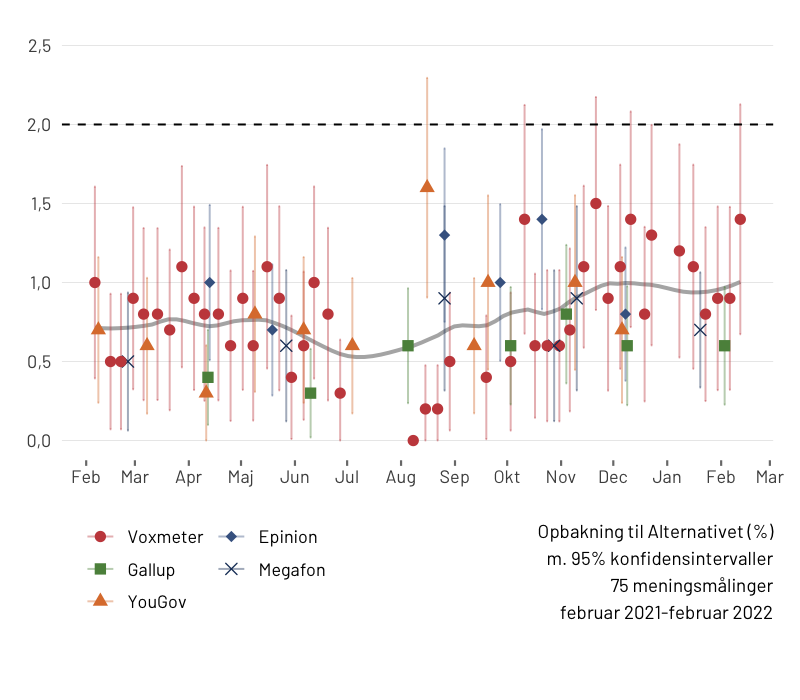 2,5
2,0
1,5
1,0
0,5
0,0
Feb Mar Apr Maj Jun Jul Aug Sep Okt Nov Dec Jan Feb Mar
Voxmeter Epinion
Gallup Megafon
YouGov
Opbakning til Alternativet (%)
m. 95% konfidensintervaller
75 meningsmålinger
februar 2021-februar 2022